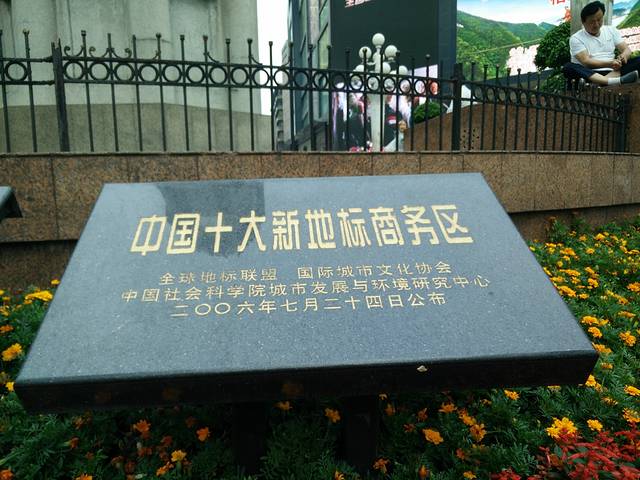 中国十大新地标商务区
全球地标联盟 国际城市文化协会
中国社会科学院城市发展与环境研究中心
二〇〇六年七月二十四日公布